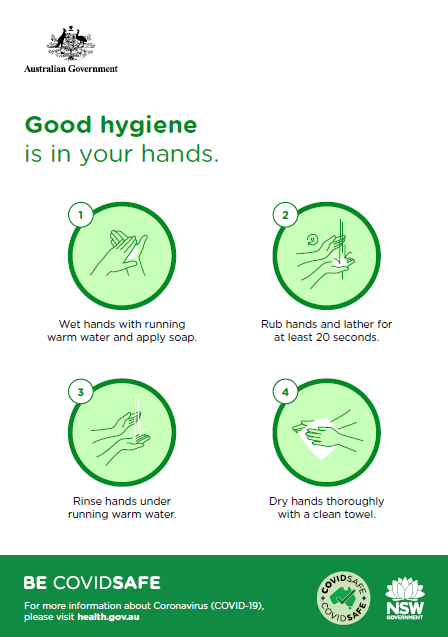 Australian Government
Good hygiene
is in your hands.
1
Wet hands with running
warm water and apply soap.
2
Rub hands and lather for
at least 20 seconds.
3
Rinse hands under
running warm water.
4
Dry hands thoroughly
with a clean towel.
BE COVIDSAFE
For more information about Coronavirus (COVID-19),
please visit health.gov.au
COVIDSAFE
COVIDSAFE
NSW
GOVERNMENT